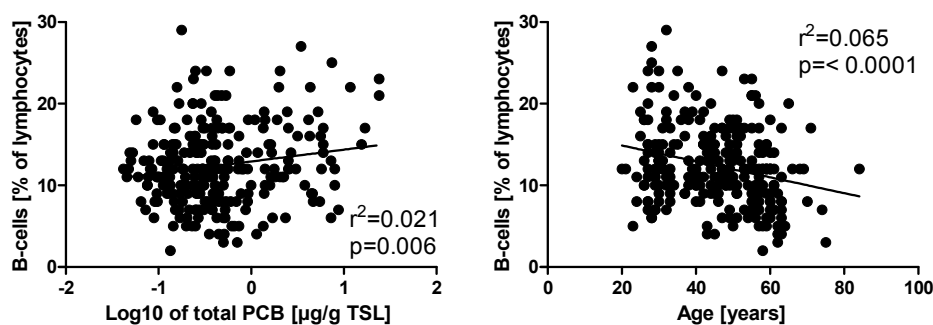 B-cells [% of lymphocytes]
30
20
10
0
r²=0.021
p=0.006
-2
-1
0
1
2
Log10 of total PCB [µg/g TSL]
B-cells [% of lymphocytes]
30
20
10
0
r²=0.065
p=< 0.0001
0
20
40
60
80
100
Age [years]